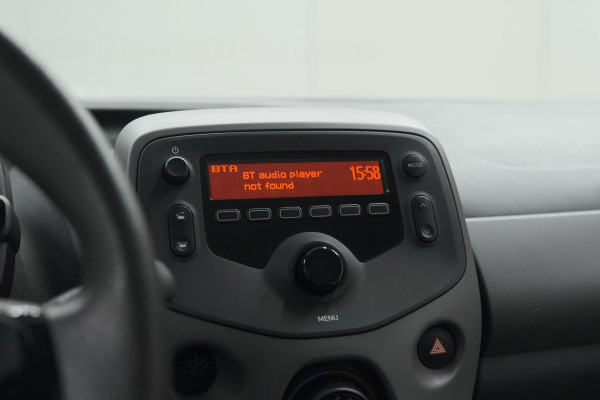 BTA
BT audio player
not found
15:58
MODE
MENU